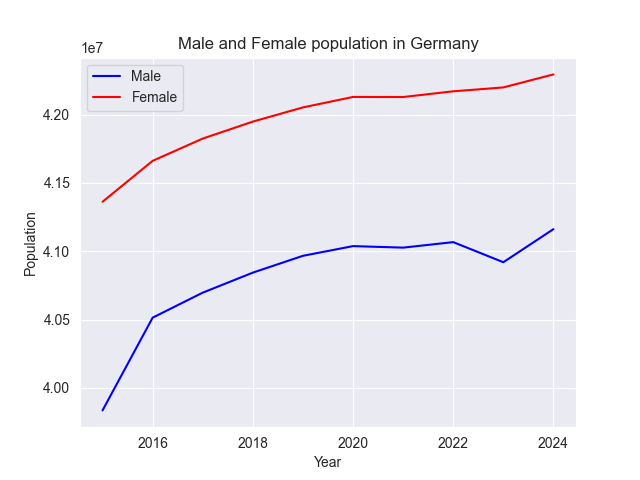 Male and Female population in Germany
1e7
Male
Female
4.20
4.15
4.10
4.05
4.00
Population
2016 2018 2020 2022 2024
Year